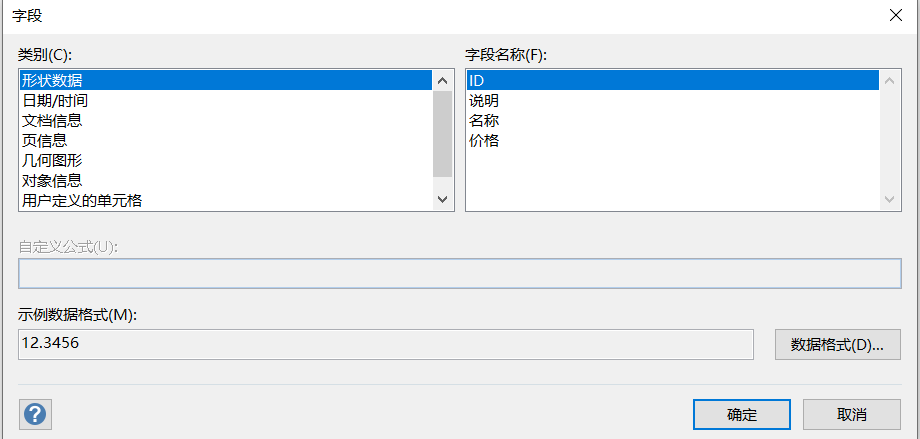 字段
类别(C):
形状数据
日期/时间
文档信息
页信息
几何图形
对象信息
用户定义的单元格
字段名称(F):
ID
说明
名称
价格
自定义公式(U):
示例数据格式(M):
12.3456
数据格式(D)...
?
确定
取消